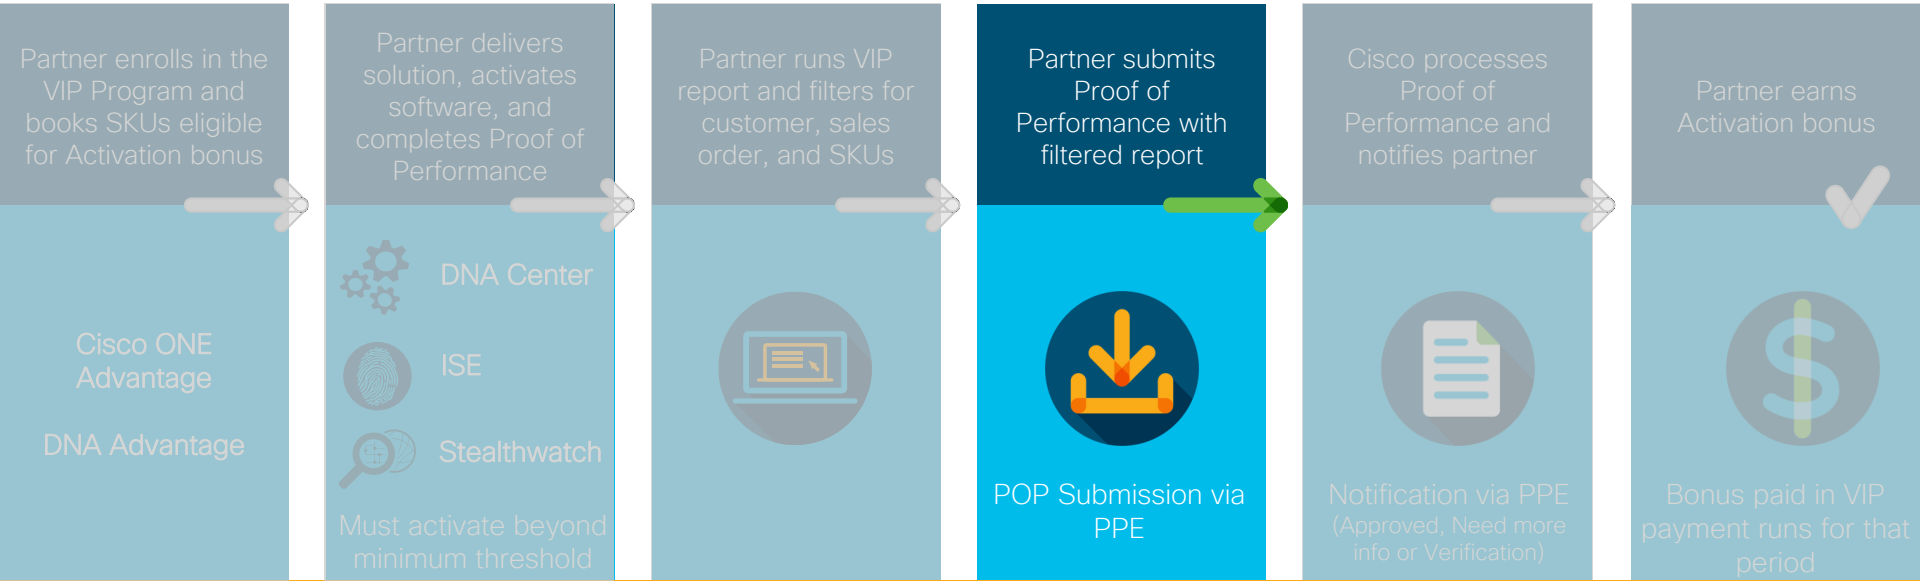 Partner enrolls in the
VIP Program and
books SKUs eligible
for Activation bonus
Cisco ONE
Advantage
DNA Advantage
Partner delivers
solution, activates
software, and
completes Proof of
Performance
DNA Center
ISE
Stealthwatch
Must activate beyond
minimum threshold
Partner runs VIP
report and filters for
customer, sales
order, and SKUs
Partner submits
Proof of
Performance with
filtered report
POP Submission via
PPE
Cisco processes
Proof of
Performance and
notifies partner
Notification via PPE
(Approved, Need more
info or Verification)
Partner earns
Activation bonus
Bonus paid in VIP
payment runs for that
period